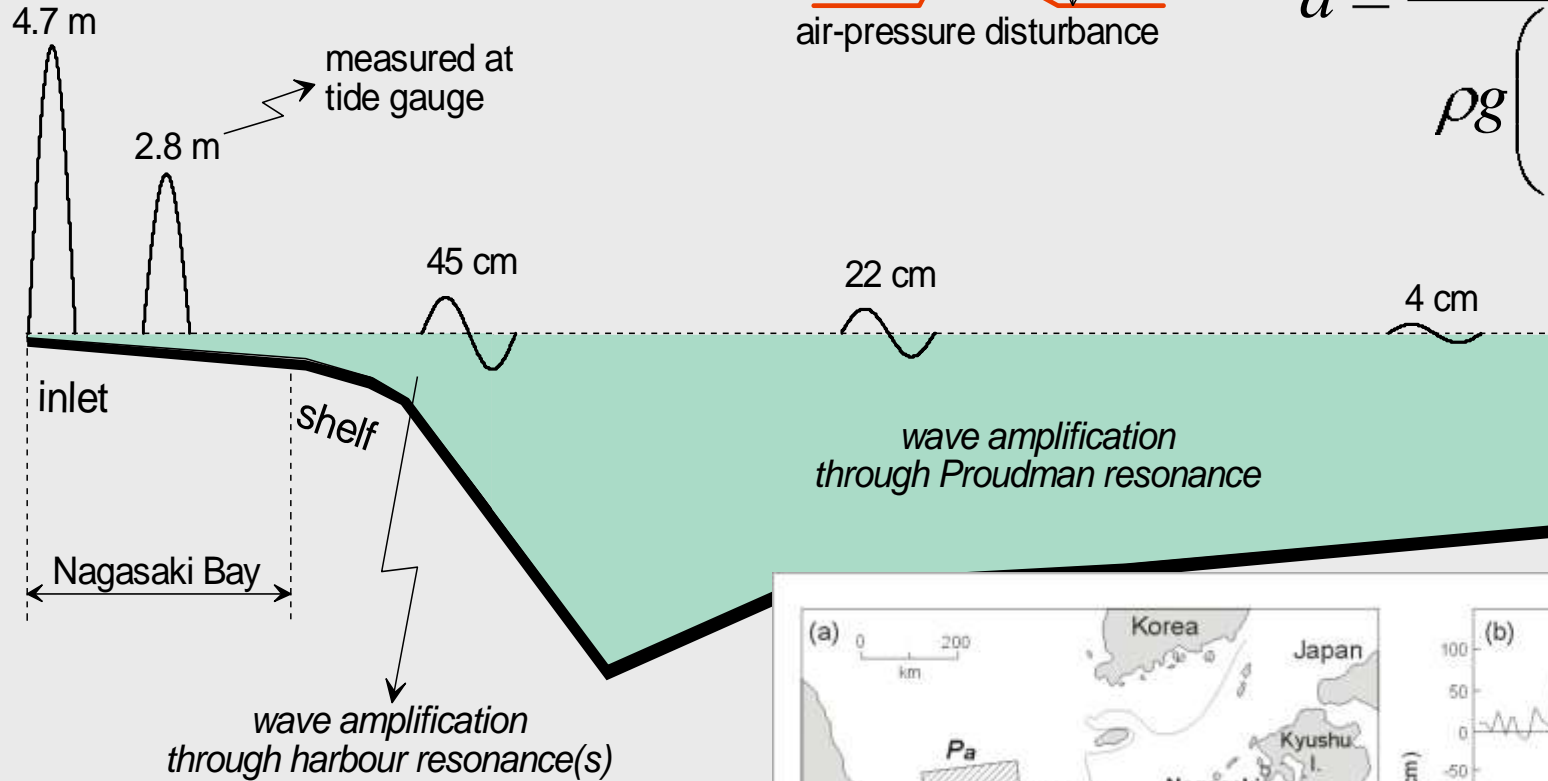 4.7 m
measured at
tide gauge
2.8 m
air-pressure disturbance
ρg(
45 cm
22 cm
4 cm
inlet
shelf
wave amplification
through Proudman resonance
Nagasaki Bay
wave amplification
through harbour resonance(s)
(a)
0 200
km
Korea
Japan
Kyushu
I.
Pa
(b)
100
50
0
-50